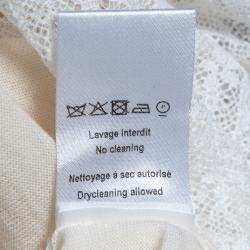 Lavage interdit
No cleaning
Nettoyage à sec autorisé
Drycleaning allowed